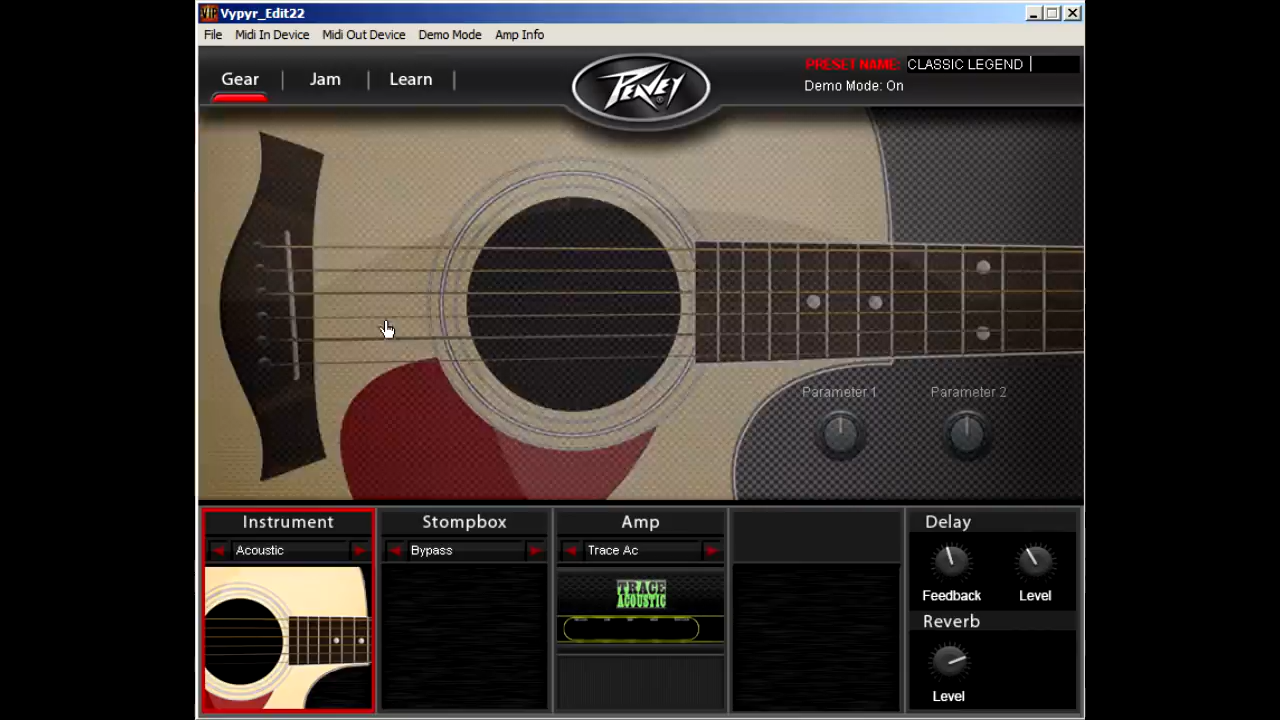 VIP Vypyr_Edit22
File Midi In Device Midi Out Device Demo Mode Amp Info
Gear Jam Learn
PEAVEY
PRESET NAME: CLASSIC LEGEND
Demo Mode: On
Parameter 1 Parameter 2
Instrument Stompbox Amp
Acoustic Bypass Trace Ac
TRACE
ACOUSTIC
Delay
Feedback Level
Reverb
Level